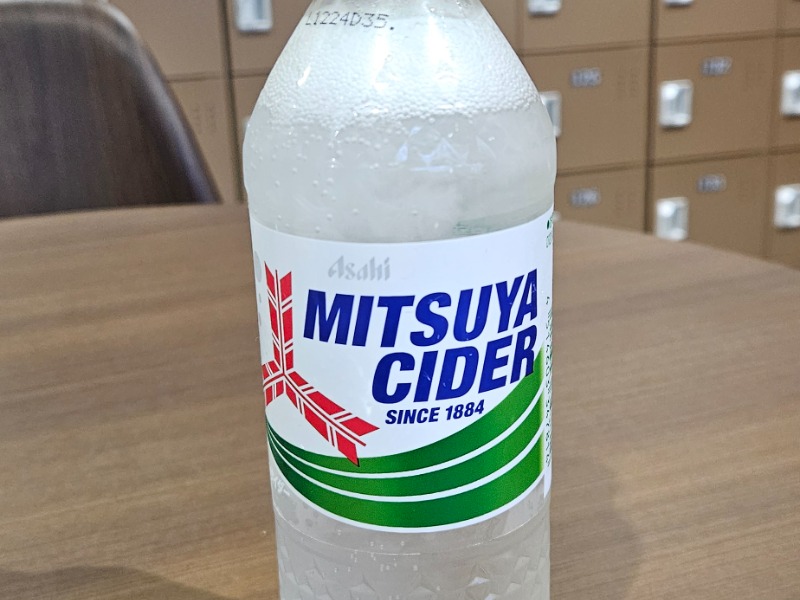 L1224D35.
Asahi
MITSUYA
CIDER
SINCE 1884